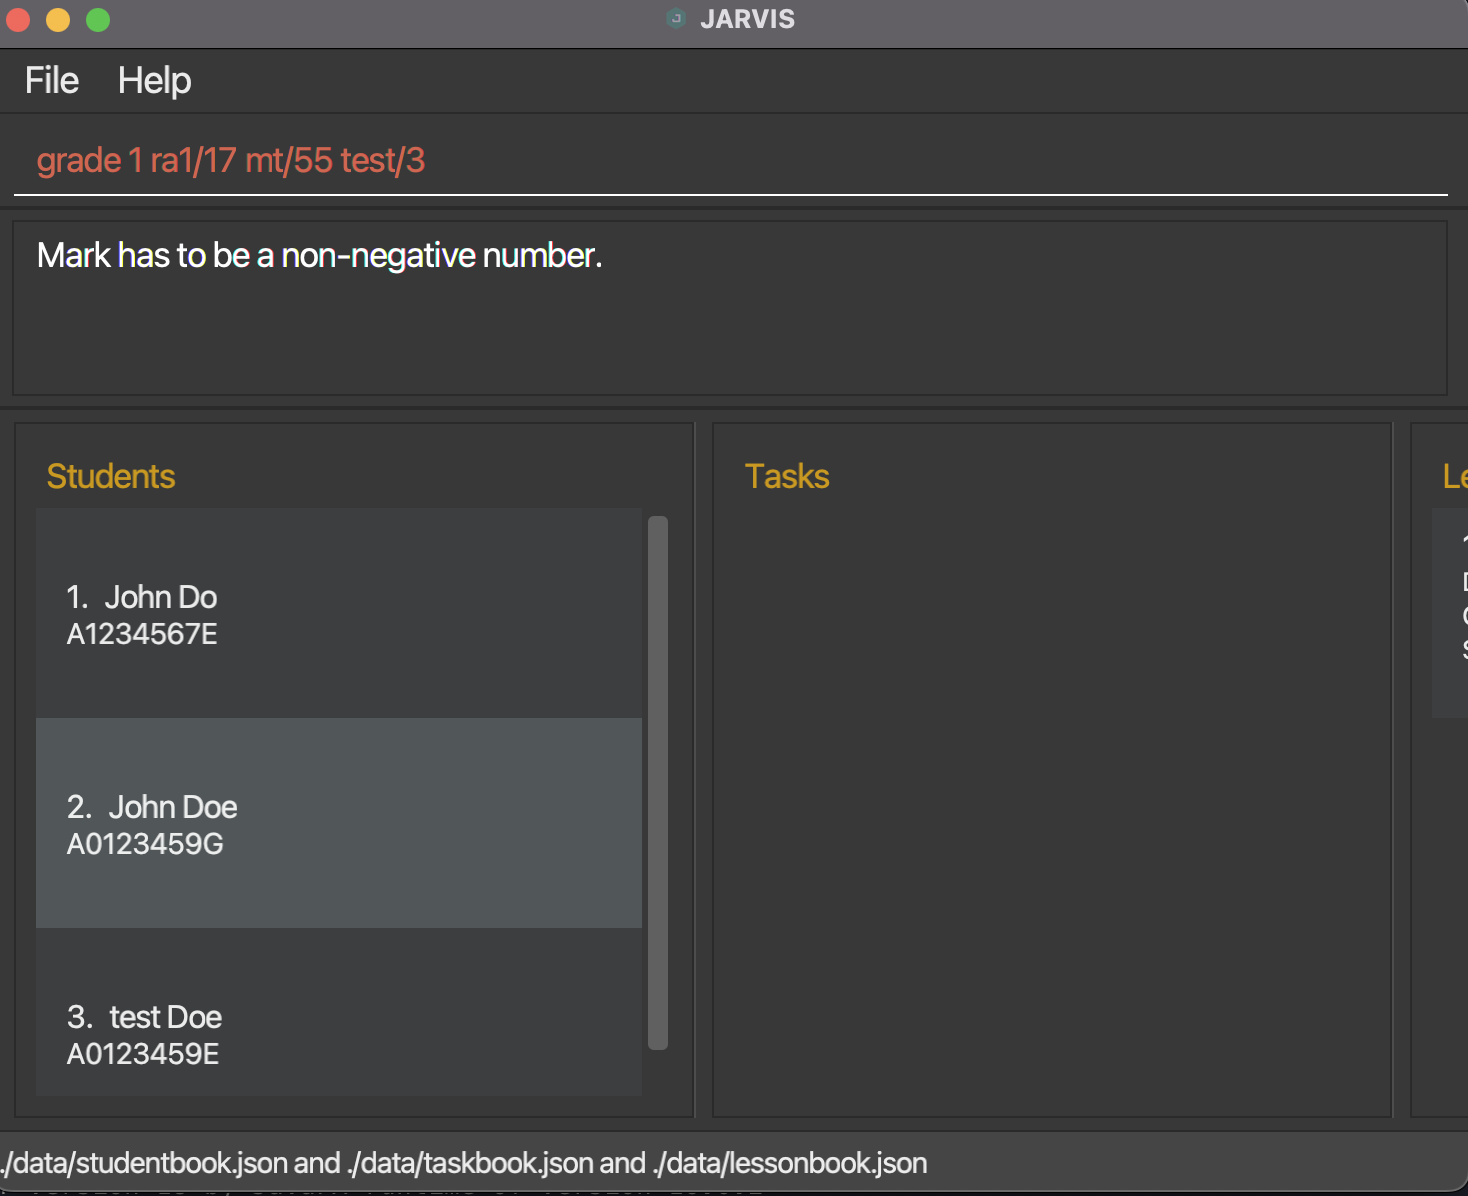 JARVIS
File Help
grade 1 ra1/17 mt/55 test/3
Mark has to be a non-negative number.
Students
Tasks
1. John Do
A1234567E
2. John Doe
A0123459G
3. test Doe
A0123459E
./data/studentbook.json and ./data/taskbook.json and ./data/lessonbook.json